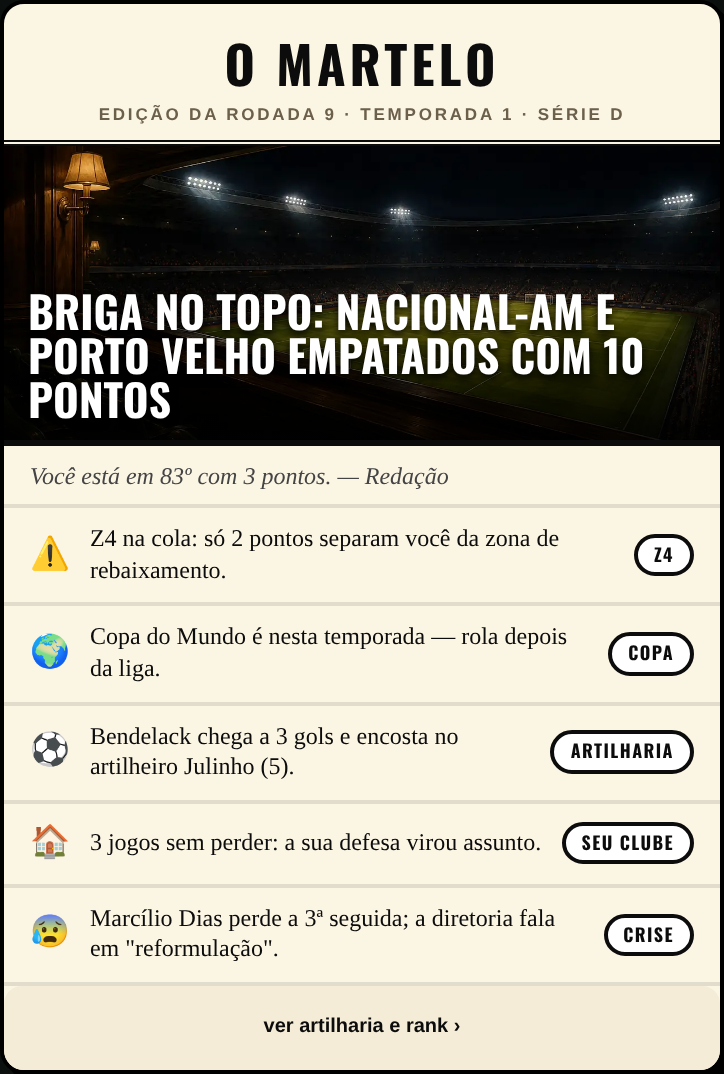 O MARTELO
EDIÇÃO DA RODADA 9 · TEMPORADA 1 · SÉRIE D
BRIGA NO TOPO: NACIONAL-AM E
PORTO VELHO EMPATADOS COM 10
PONTOS
Você está em 83º com 3 pontos. — Redação
Z4 na cola: só 2 pontos separam você da zona de
rebaixamento.
Z4
Copa do Mundo é nesta temporada — rola depois
da liga.
COPA
Bendelack chega a 3 gols e encosta no
artilheiro Julinho (5).
ARTILHARIA
3 jogos sem perder: a sua defesa virou assunto.
SEU CLUBE
Marcílio Dias perde a 3ª seguida; a diretoria fala
em "reformulação".
CRISE
ver artilharia e rank ›